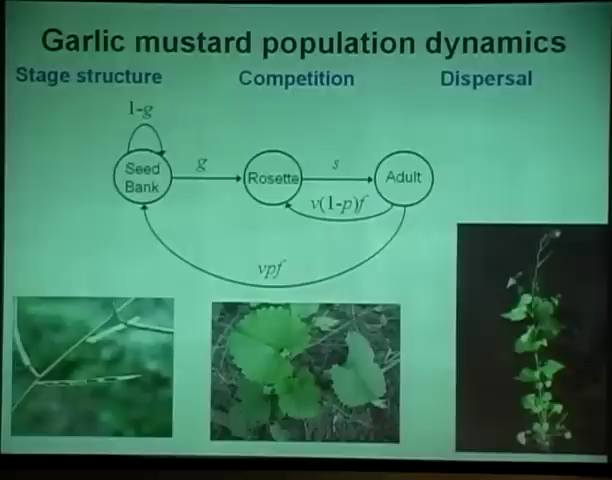 Garlic mustard population dynamics
Stage structure Competition Dispersal
1-g
Seed
Bank
g
Rosette
s
Adult
v(1-p)f
vpf